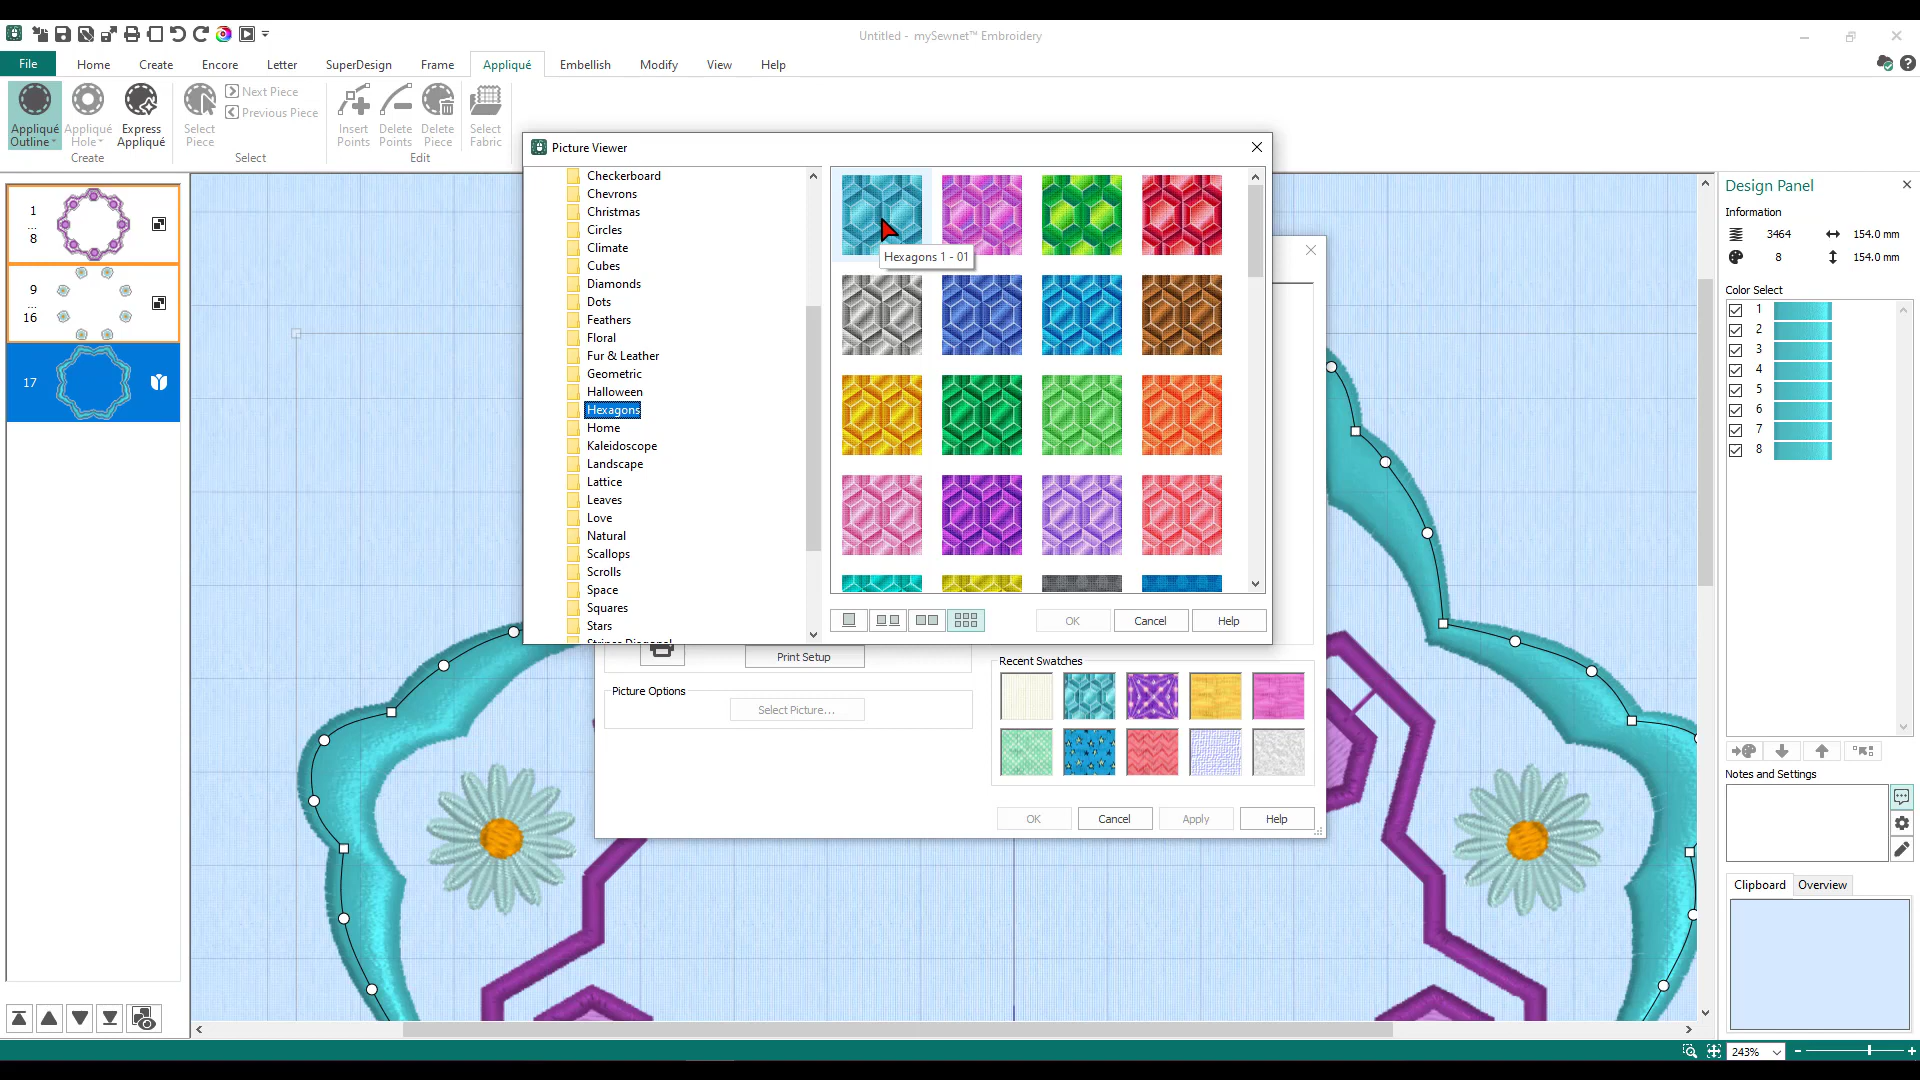 Untitled - mySewnet™ Embroidery
File
Home
Create
Encore
Letter
SuperDesign
Frame
Appliqué
Embellish
Modify
View
Help
Appliqué Outline
Appliqué Hole
Express Appliqué
Create
Select Piece
Next Piece
Previous Piece
Select
Insert Points
Delete Points
Delete Piece
Edit
Select Fabric
1
...
8
9
...
16
17
Picture Viewer
Checkerboard
Chevrons
Christmas
Circles
Climate
Cubes
Diamonds
Dots
Feathers
Floral
Fur & Leather
Geometric
Halloween
Hexagons
Home
Kaleidoscope
Landscape
Lattice
Leaves
Love
Natural
Scallops
Scrolls
Space
Squares
Stars
Hexagons 1 - 01
OK
Cancel
Help
Print Setup
Picture Options
Select Picture...
Recent Swatches
OK
Cancel
Apply
Help
Design Panel
Information
3464
154.0 mm
8
154.0 mm
Color Select
1
2
3
4
5
6
7
8
Notes and Settings
Clipboard
Overview
243%